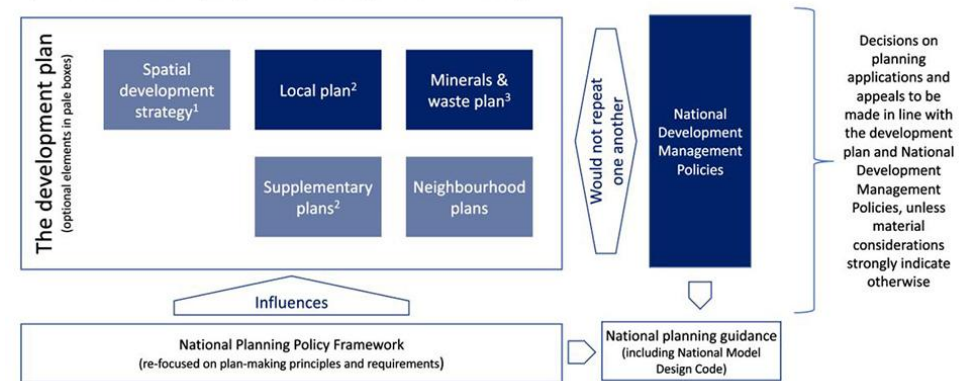 The development plan
(optional elements in pale boxes)
Spatial
development
strategy¹
Local plan²
Minerals &
waste plan³
Supplementary
plans²
Neighbourhood
plans
Would not repeat
one another
National
Development
Management
Policies
Decisions on
planning
applications and
appeals to be
made in line with
the development
plan and National
Development
Management
Policies, unless
material
considerations
strongly indicate
otherwise
Influences
National Planning Policy Framework
(re-focused on plan-making principles and requirements)
National planning guidance
(including National Model
Design Code)